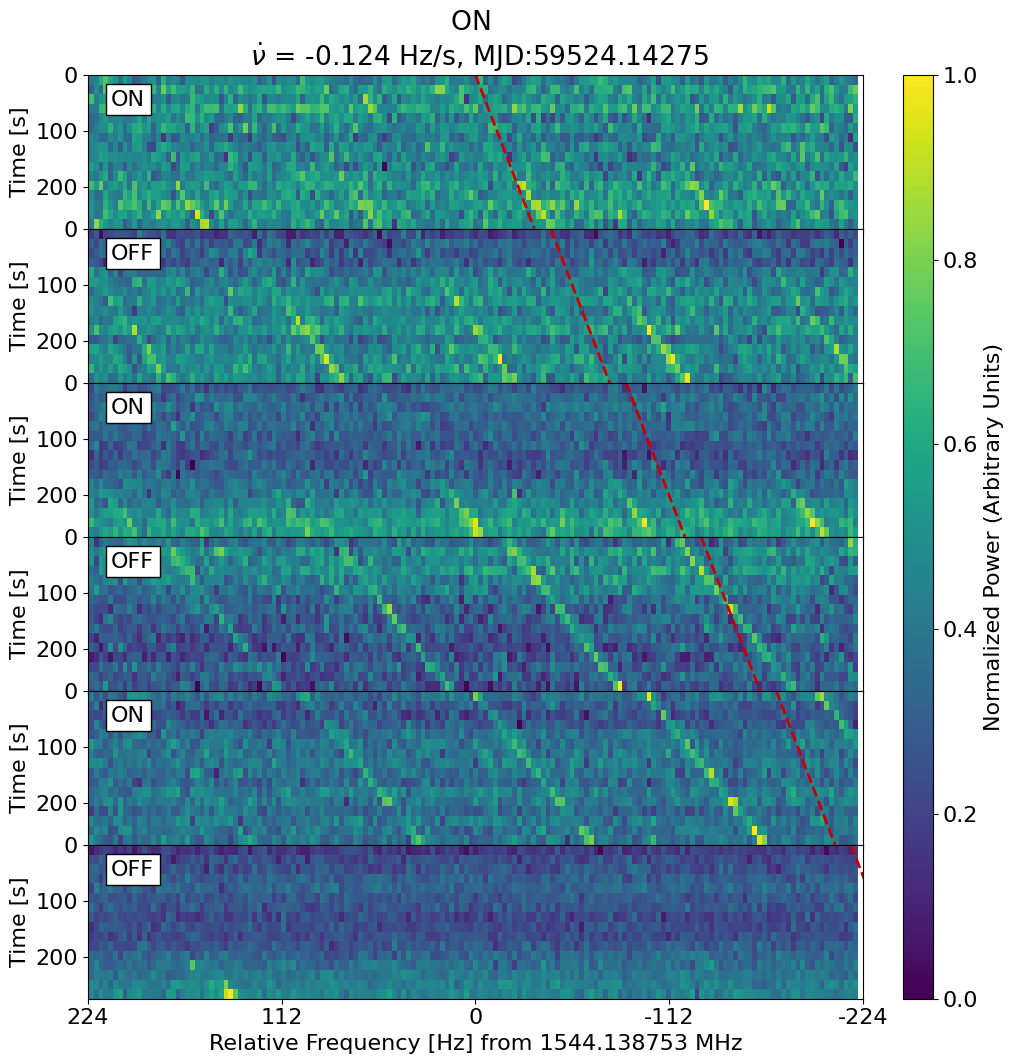 ON
ν̇ = -0.124 Hz/s, MJD:59524.14275
0
ON
100
Time [s]
200
0
OFF
100
Time [s]
200
0
ON
100
Time [s]
200
0
OFF
100
Time [s]
200
0
ON
100
Time [s]
200
0
OFF
100
Time [s]
200
224 112 0 -112 -224
Relative Frequency [Hz] from 1544.138753 MHz
1.0
0.8
0.6
0.4
0.2
0.0
Normalized Power (Arbitrary Units)